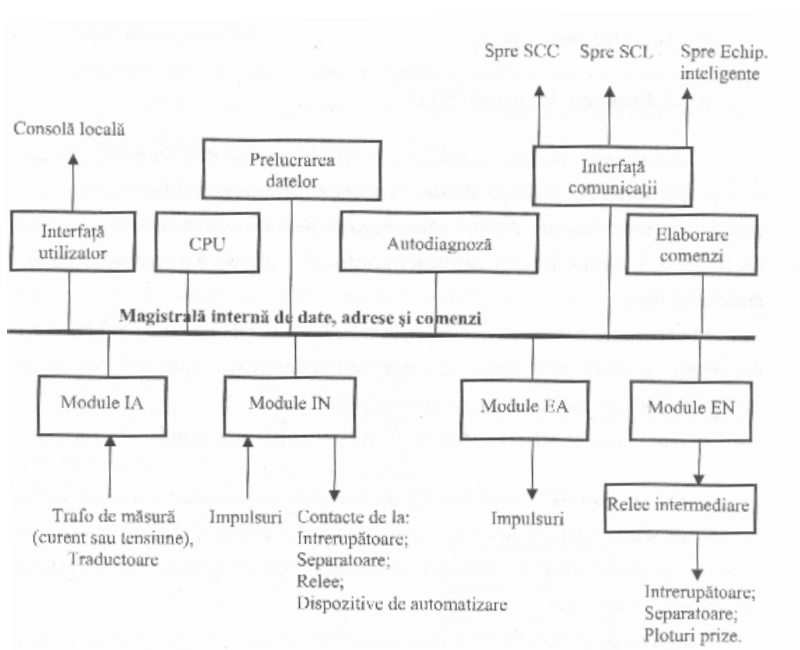 Spre SCC
Spre SCL
Spre Echip.
inteligente
Consolă locală
Prelucrarea
datelor
Interfață
comunicații
Interfață
utilizator
CPU
Autodiagnoză
Elaborare
comenzi
Magistrală internă de date, adrese și comenzi
Module IA
Module IN
Module EA
Module EN
Trafo de măsură
(curent sau tensiune),
Traductoare
Impulsuri
Contacte de la:
Intrerupătoare;
Separatoare;
Relee;
Dispozitive de automatizare
Impulsuri
Relee intermediare
Intrerupătoare;
Separatoare;
Ploturi prize.